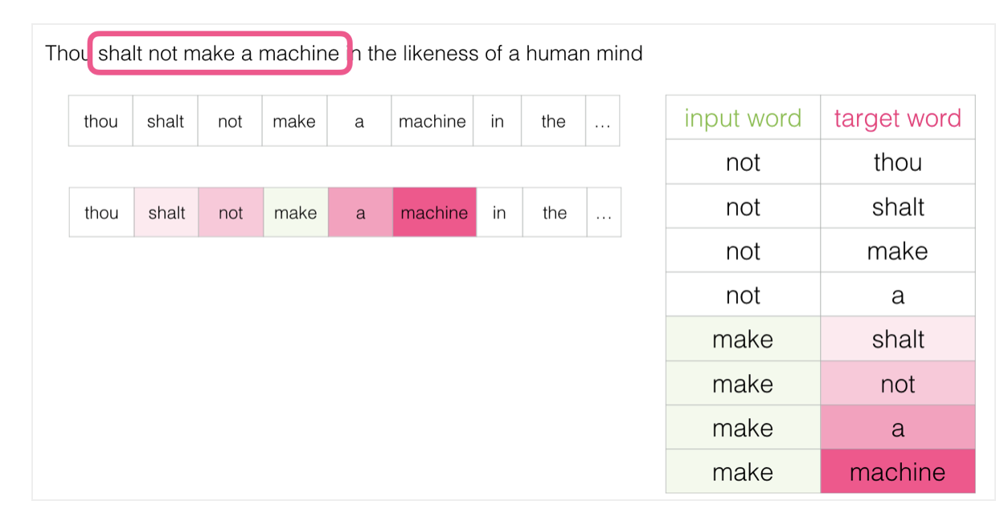 Thou shalt not make a machine in the likeness of a human mind
thou shalt not make a machine in the ...
thou shalt not make a machine in the ...
input word target word
not thou
not shalt
not make
not a
make shalt
make not
make a
make machine